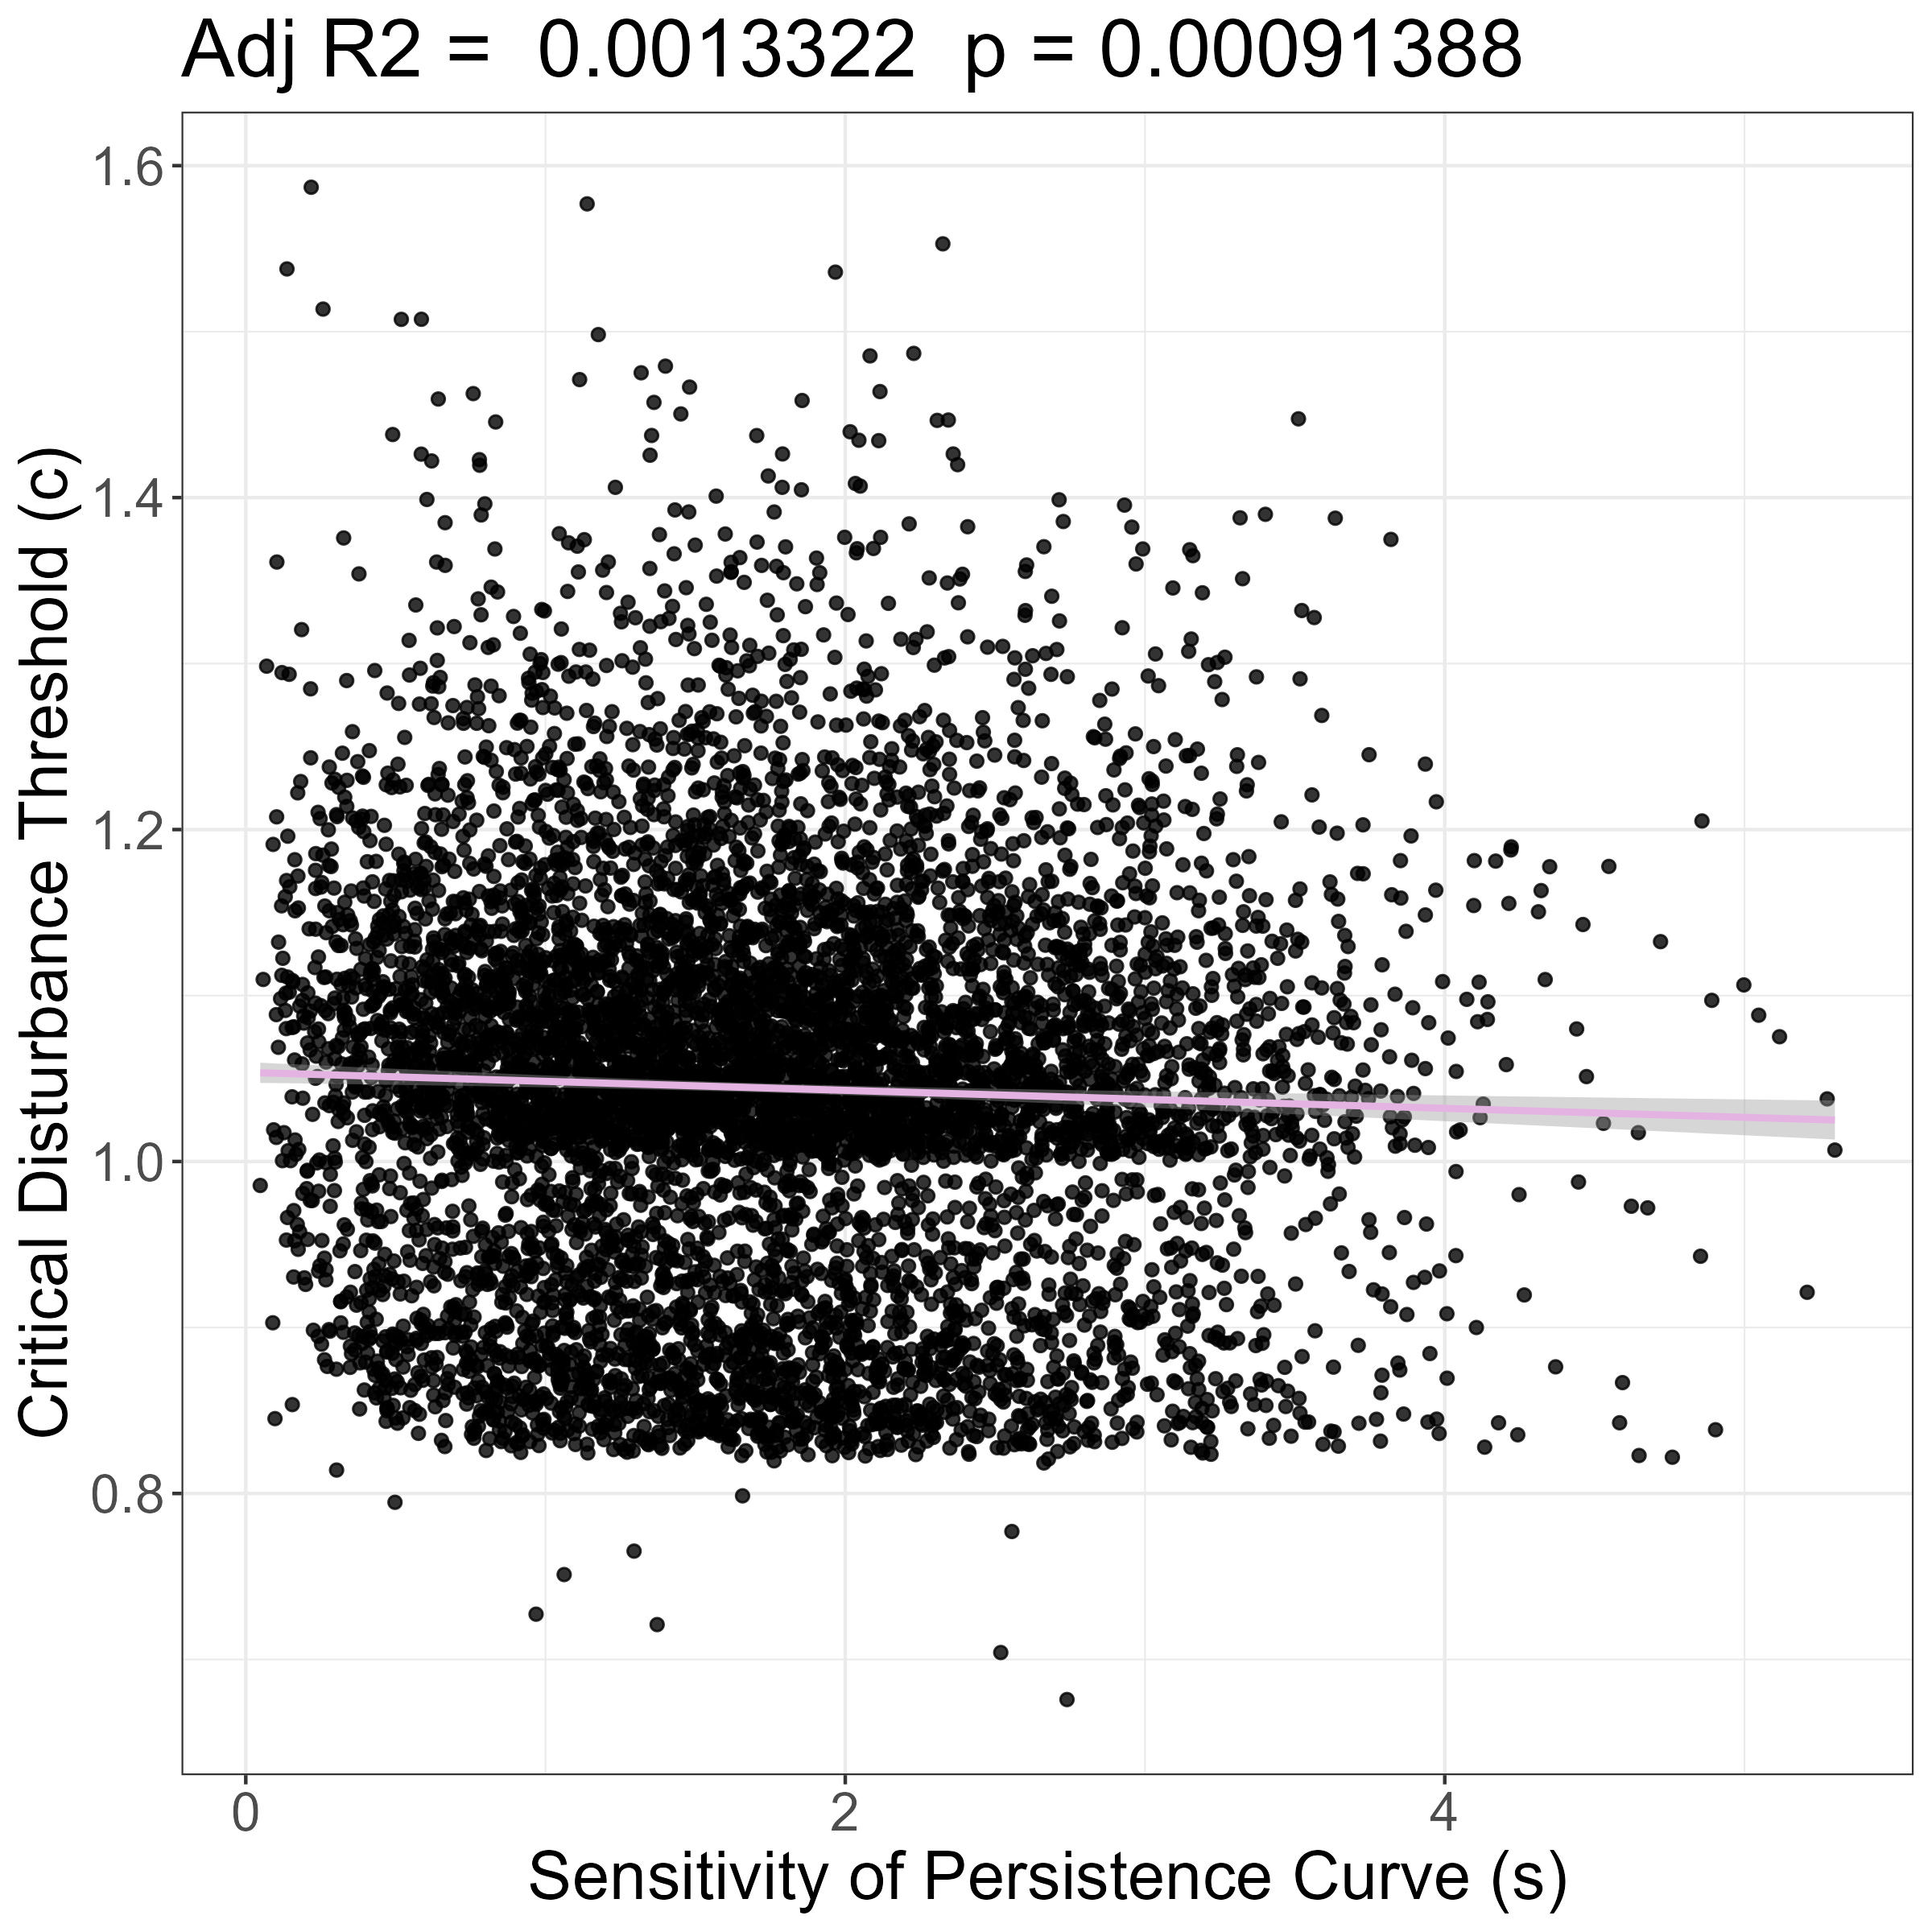 Adj R2 =  0.0013322  p = 0.00091388
Critical Disturbance Threshold (c)
1.6
1.4
1.2
1.0
0.8
0
2
4
Sensitivity of Persistence Curve (s)